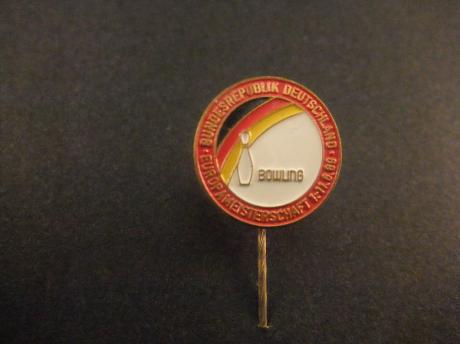 BUNDESREPUBLIK DEUTSCHLAND
BOWLING
EUROPAMEISTERSCHAFT